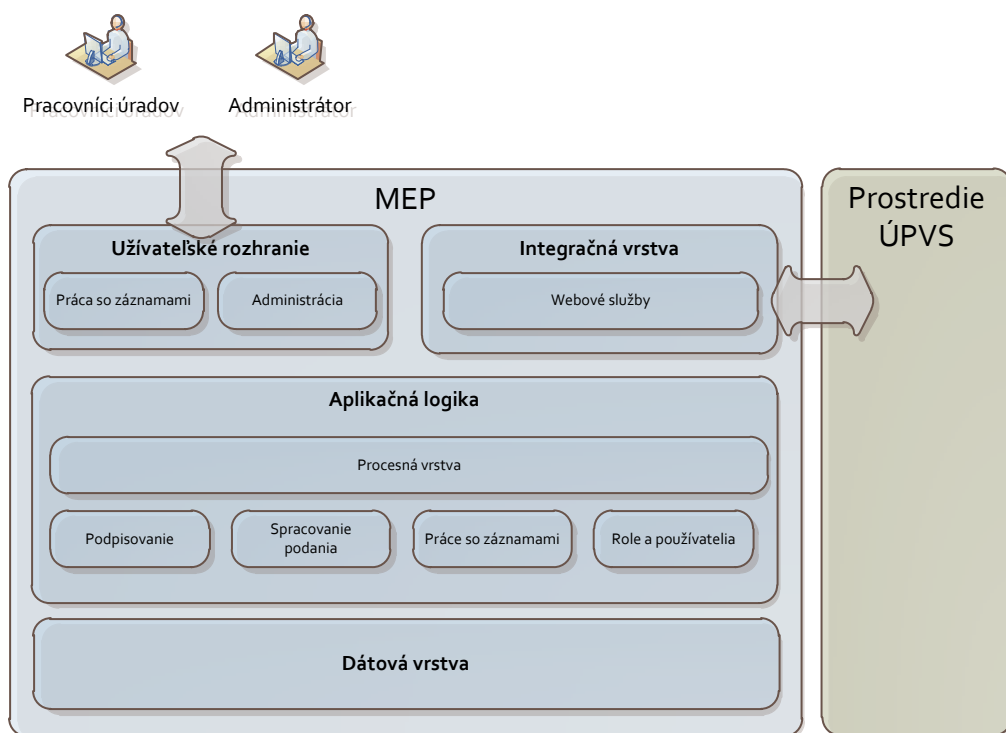 Pracovníci úradov
Administrátor
MEP
Prostredie
ÚPVS
Užívateľské rozhranie
Integračná vrstva
Práca so záznamami
Administrácia
Webové služby
Aplikačná logika
Procesná vrstva
Podpisovanie
Spracovanie
podania
Práce so záznamami
Role a používatelia
Dátová vrstva